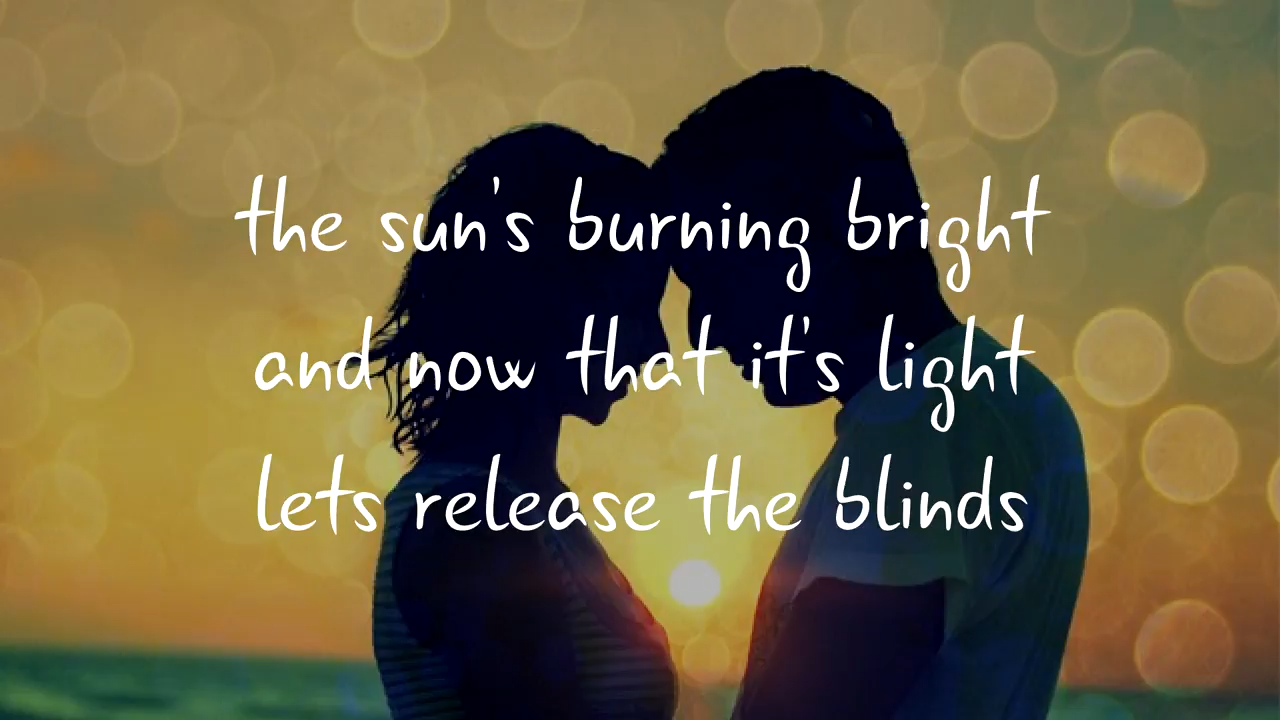 the sun's burning bright
and now that it's light
lets release the blinds